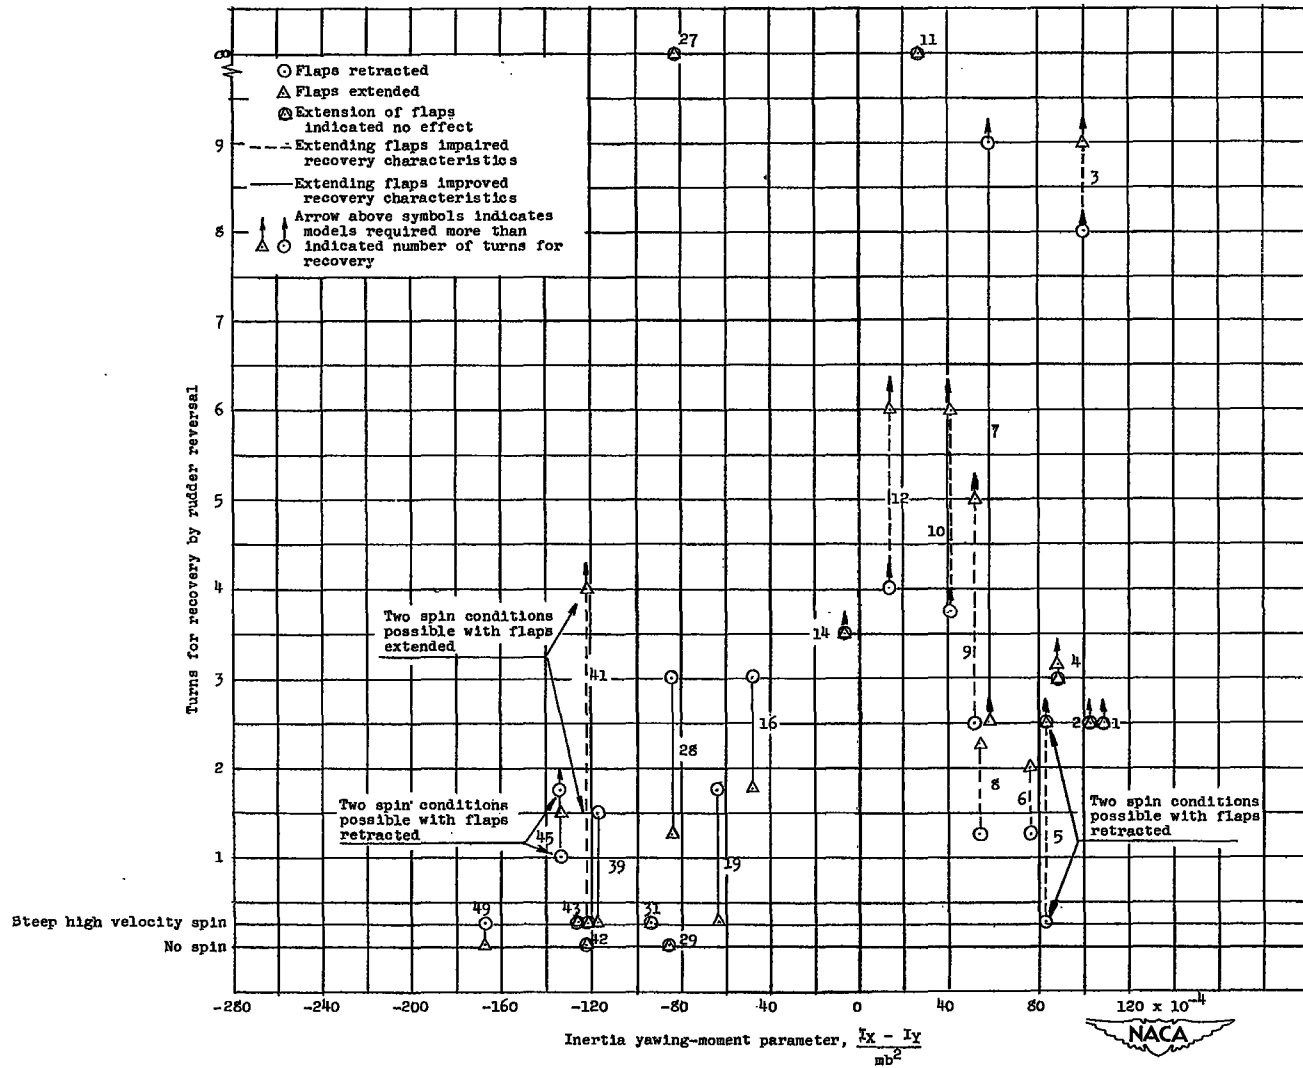 ∞
27
11
Flaps retracted
Flaps extended
Extension of flaps
indicated no effect
Extending flaps impaired
recovery characteristics
Extending flaps improved
recovery characteristics
Arrow above symbols indicates
models required more than
indicated number of turns for
recovery
9
3
8
7
Turns for recovery by rudder reversal
6
7
5
12
10
4
Two spin conditions
possible with flaps
extended
14
9
4
3
41
16
2
1
28
2
8
6
5
Two spin conditions
possible with flaps
retracted
Two spin conditions
possible with flaps
retracted
45
1
39
19
49
43
31
Steep high velocity spin
42
29
No spin
-280
-240
-200
-160
-120
-80
-40
0
40
80
120 x 10-4
Inertia yawing-moment parameter, IX - IY
mb2
NACA